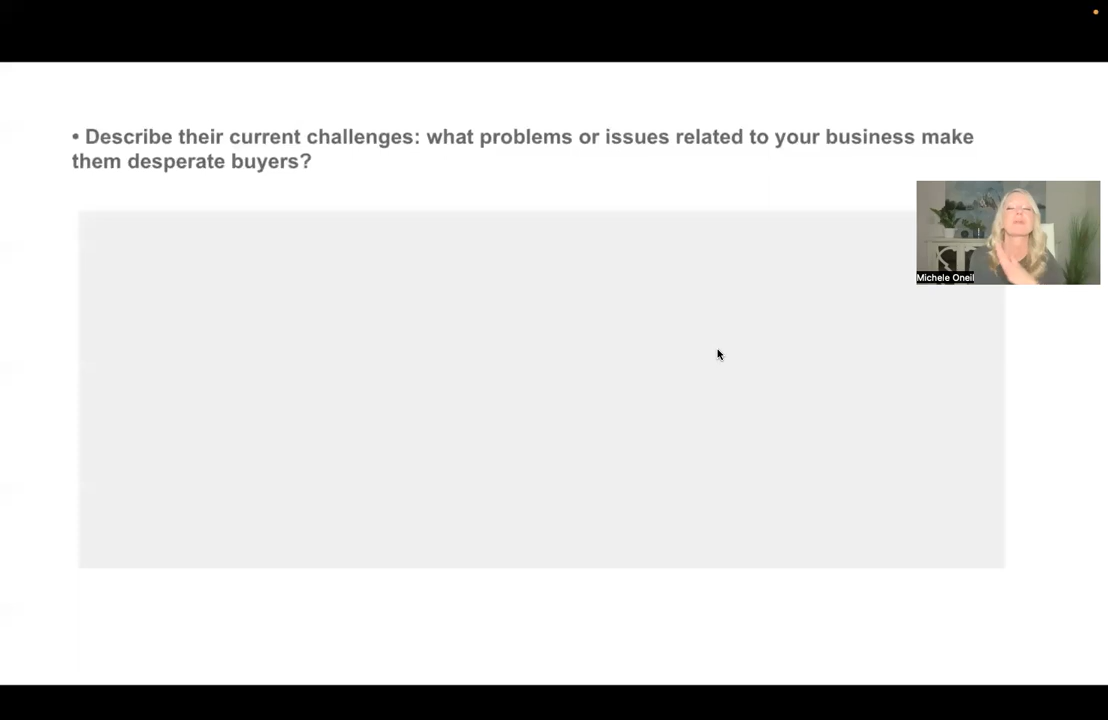 • Describe their current challenges: what problems or issues related to your business make
them desperate buyers?
Michele Oneil